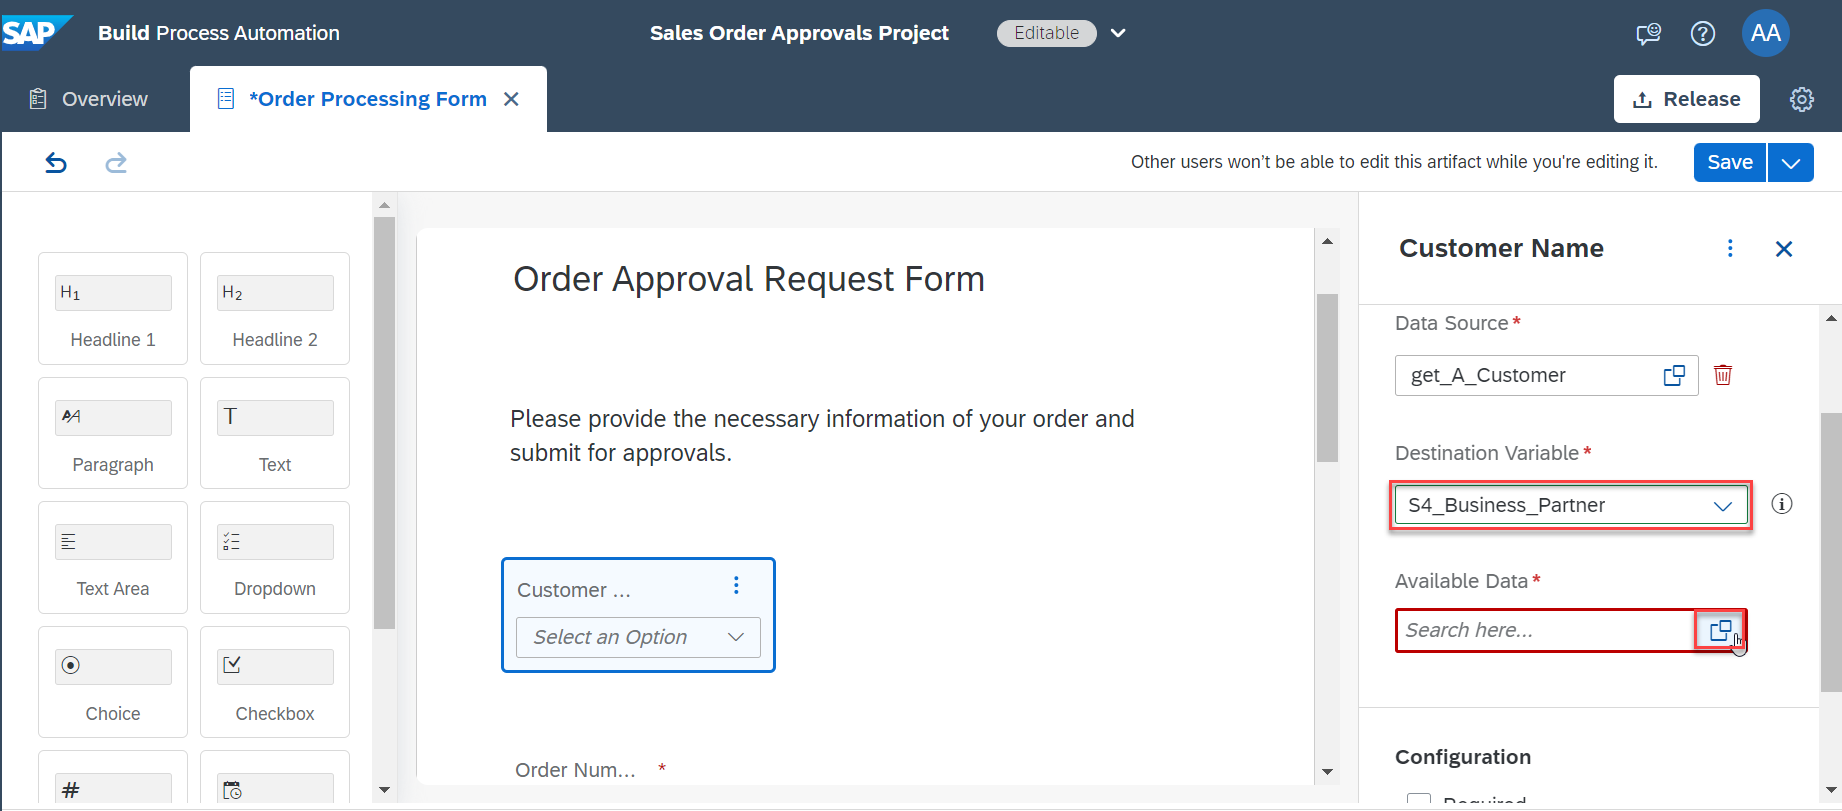 SAP
Build Process Automation
Sales Order Approvals Project
Editable
AA
Overview
*Order Processing Form
Release
Other users won't be able to edit this artifact while you're editing it.
Save
H1
Headline 1
H2
Headline 2
AA
Paragraph
T
Text
Text Area
Dropdown
Choice
Checkbox
#
Order Approval Request Form
Please provide the necessary information of your order and
submit for approvals.
Customer ...
Select an Option
Order Num... *
Customer Name
Data Source*
get_A_Customer
Destination Variable*
S4_Business_Partner
Available Data*
Search here...
Configuration
Required